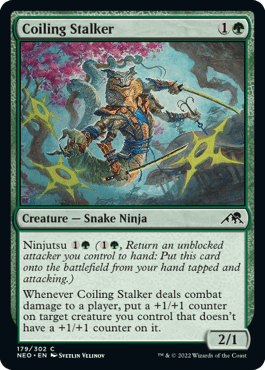 Coiling Stalker 1
Creature — Snake Ninja
Ninjutsu 1 (1, Return an unblocked
attacker you control to hand: Put this card
onto the battlefield from your hand tapped and
attacking.)
Whenever Coiling Stalker deals combat
damage to a player, put a +1/+1 counter
on target creature you control that doesn't
have a +1/+1 counter on it.
2/1
179/302 C
NEO • EN Svetlin Velinov
™ & © 2022 Wizards of the Coast